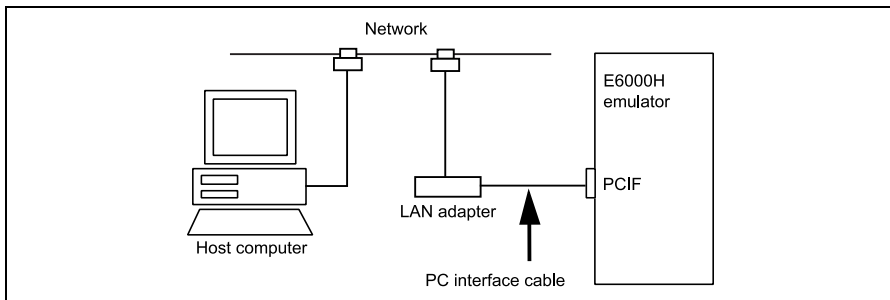 Network
E6000H
emulator
PCIF
LAN adapter
Host computer
PC interface cable